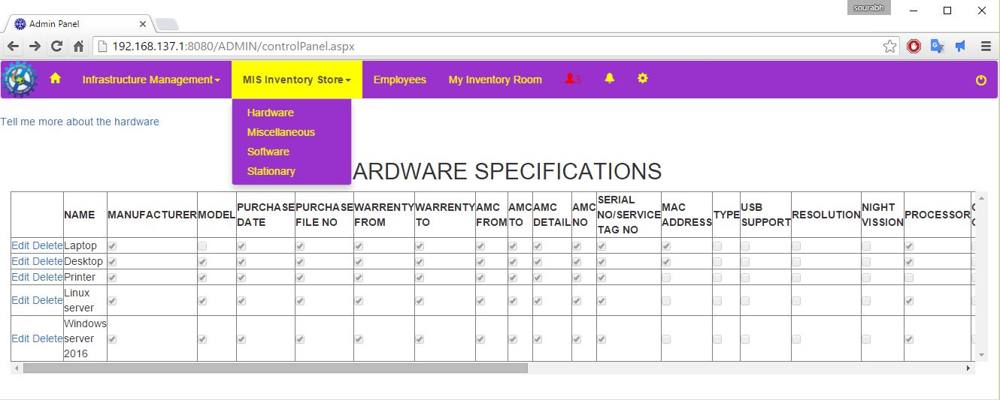 sourabh
Admin Panel
192.168.137.1:8080/ADMIN/controlPanel.aspx
Infrastructure Management MIS Inventory Store Employees My Inventory Room 3
Hardware
Miscellaneous
Software
Stationary
Tell me more about the hardware
ARDWARE SPECIFICATIONS
NAME MANUFACTURER MODEL PURCHASE DATE PURCHASE FILE NO WARRENTY FROM WARRENTY TO AMC FROM AMC TO AMC DETAIL AMC NO SERIAL NO/SERVICE TAG NO MAC ADDRESS TYPE USB SUPPORT RESOLUTION NIGHT VISSION PROCESSOR
Edit Delete Laptop
Edit Delete Desktop
Edit Delete Printer
Edit Delete Linux server
Edit Delete Windows server 2016